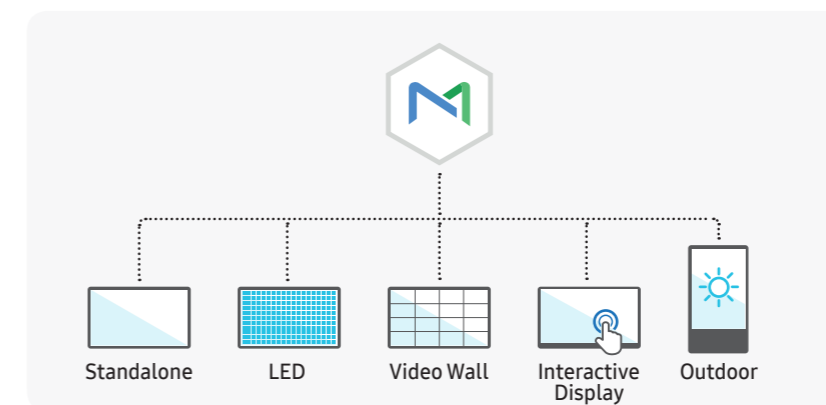 Standalone
LED
Video Wall
Interactive
Display
Outdoor